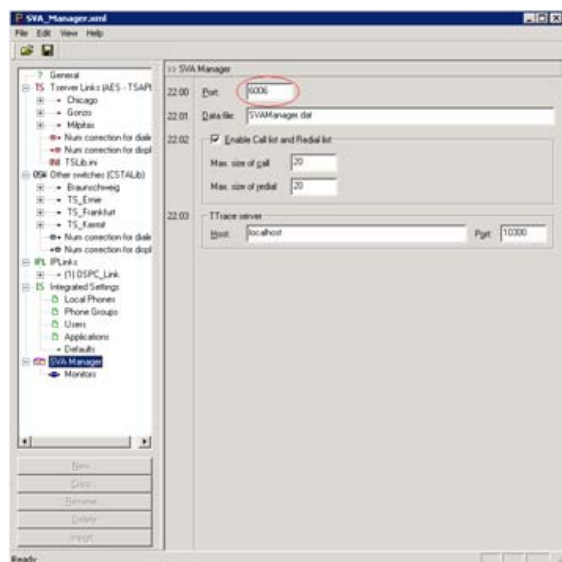 SVA_Manager.xml
File Edit View Help
? General
TS Tserver Links (AES - TSAPI
Chicago
Gonzo
Milpitas
Num correction for diale
Num correction for displ
INI TSLib.ini
OSW Other switches (CSTALib)
Braunschweig
TS_Ernie
TS_Frankfurt
TS_Kermit
Num correction for diale
Num correction for displ
IPL IPLinks
(1) DSPC_Link
IS Integrated Settings
Local Phones
Phone Groups
Users
Applications
Defaults
SVA Manager
Monitors
New
Copy
Rename
Delete
Import
>> SVA Manager
22.00 Port: 6006
22.01 Data file: SVAManager.dat
22.02 Enable Call list and Redial list
Max. size of call 20
Max. size of redial 20
22.03 TTrace server
Host: localhost Port: 10300
Ready